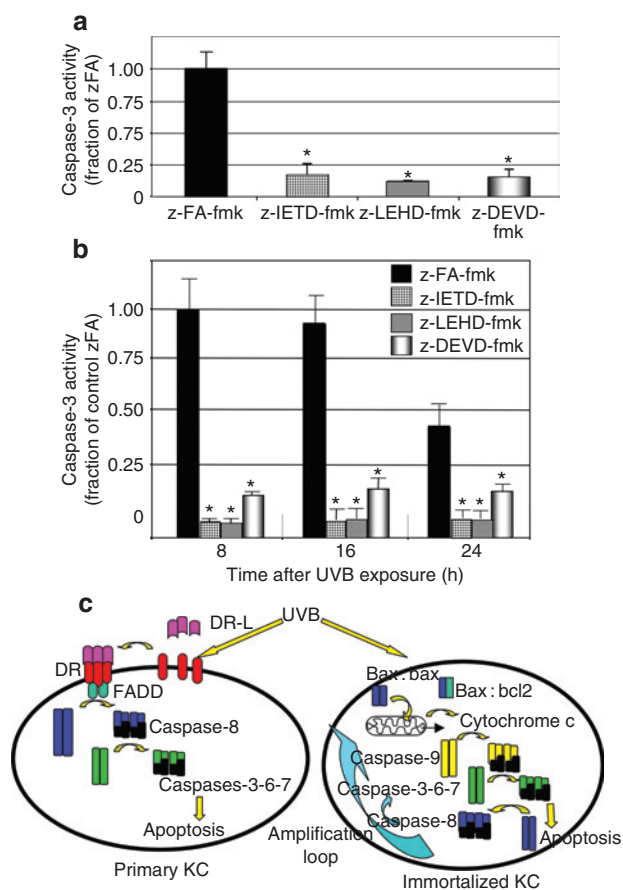 a
Caspase-3 activity
(fraction of zFA)
1.00
0.75
0.75
0.25
0
z-FA-fmk
z-IETD-fmk
z-LEHD-fmk
z-DEVD-
fmk
*
*
*
b
Caspase-3 activity
(fraction of control zFA)
1.00
0.75
0.50
0.25
0
z-FA-fmk
z-IETD-fmk
z-LEHD-fmk
z-DEVD-fmk
* * *
* * *
* * *
8
16
24
Time after UVB exposure (h)
c
DR-L
UVB
DR
FADD
Caspase-8
Caspases-3-6-7
Apoptosis
Primary KC
Bax:bax
Bax:bcl2
Cytochrome c
Caspase-9
Caspase-3-6-7
Caspase-8
Apoptosis
Amplification
loop
Immortalized KC